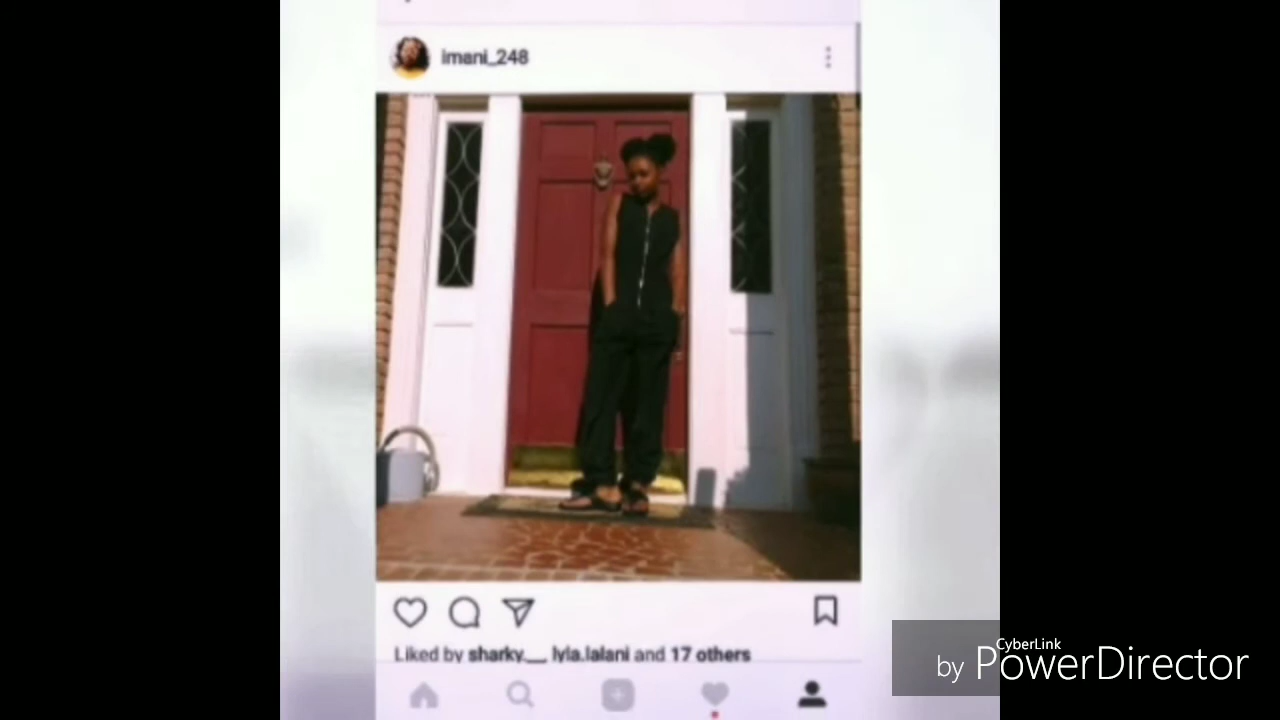 imani_248
Liked by sharky.__ lyla.lalani and 17 others
CyberLink
by PowerDirector